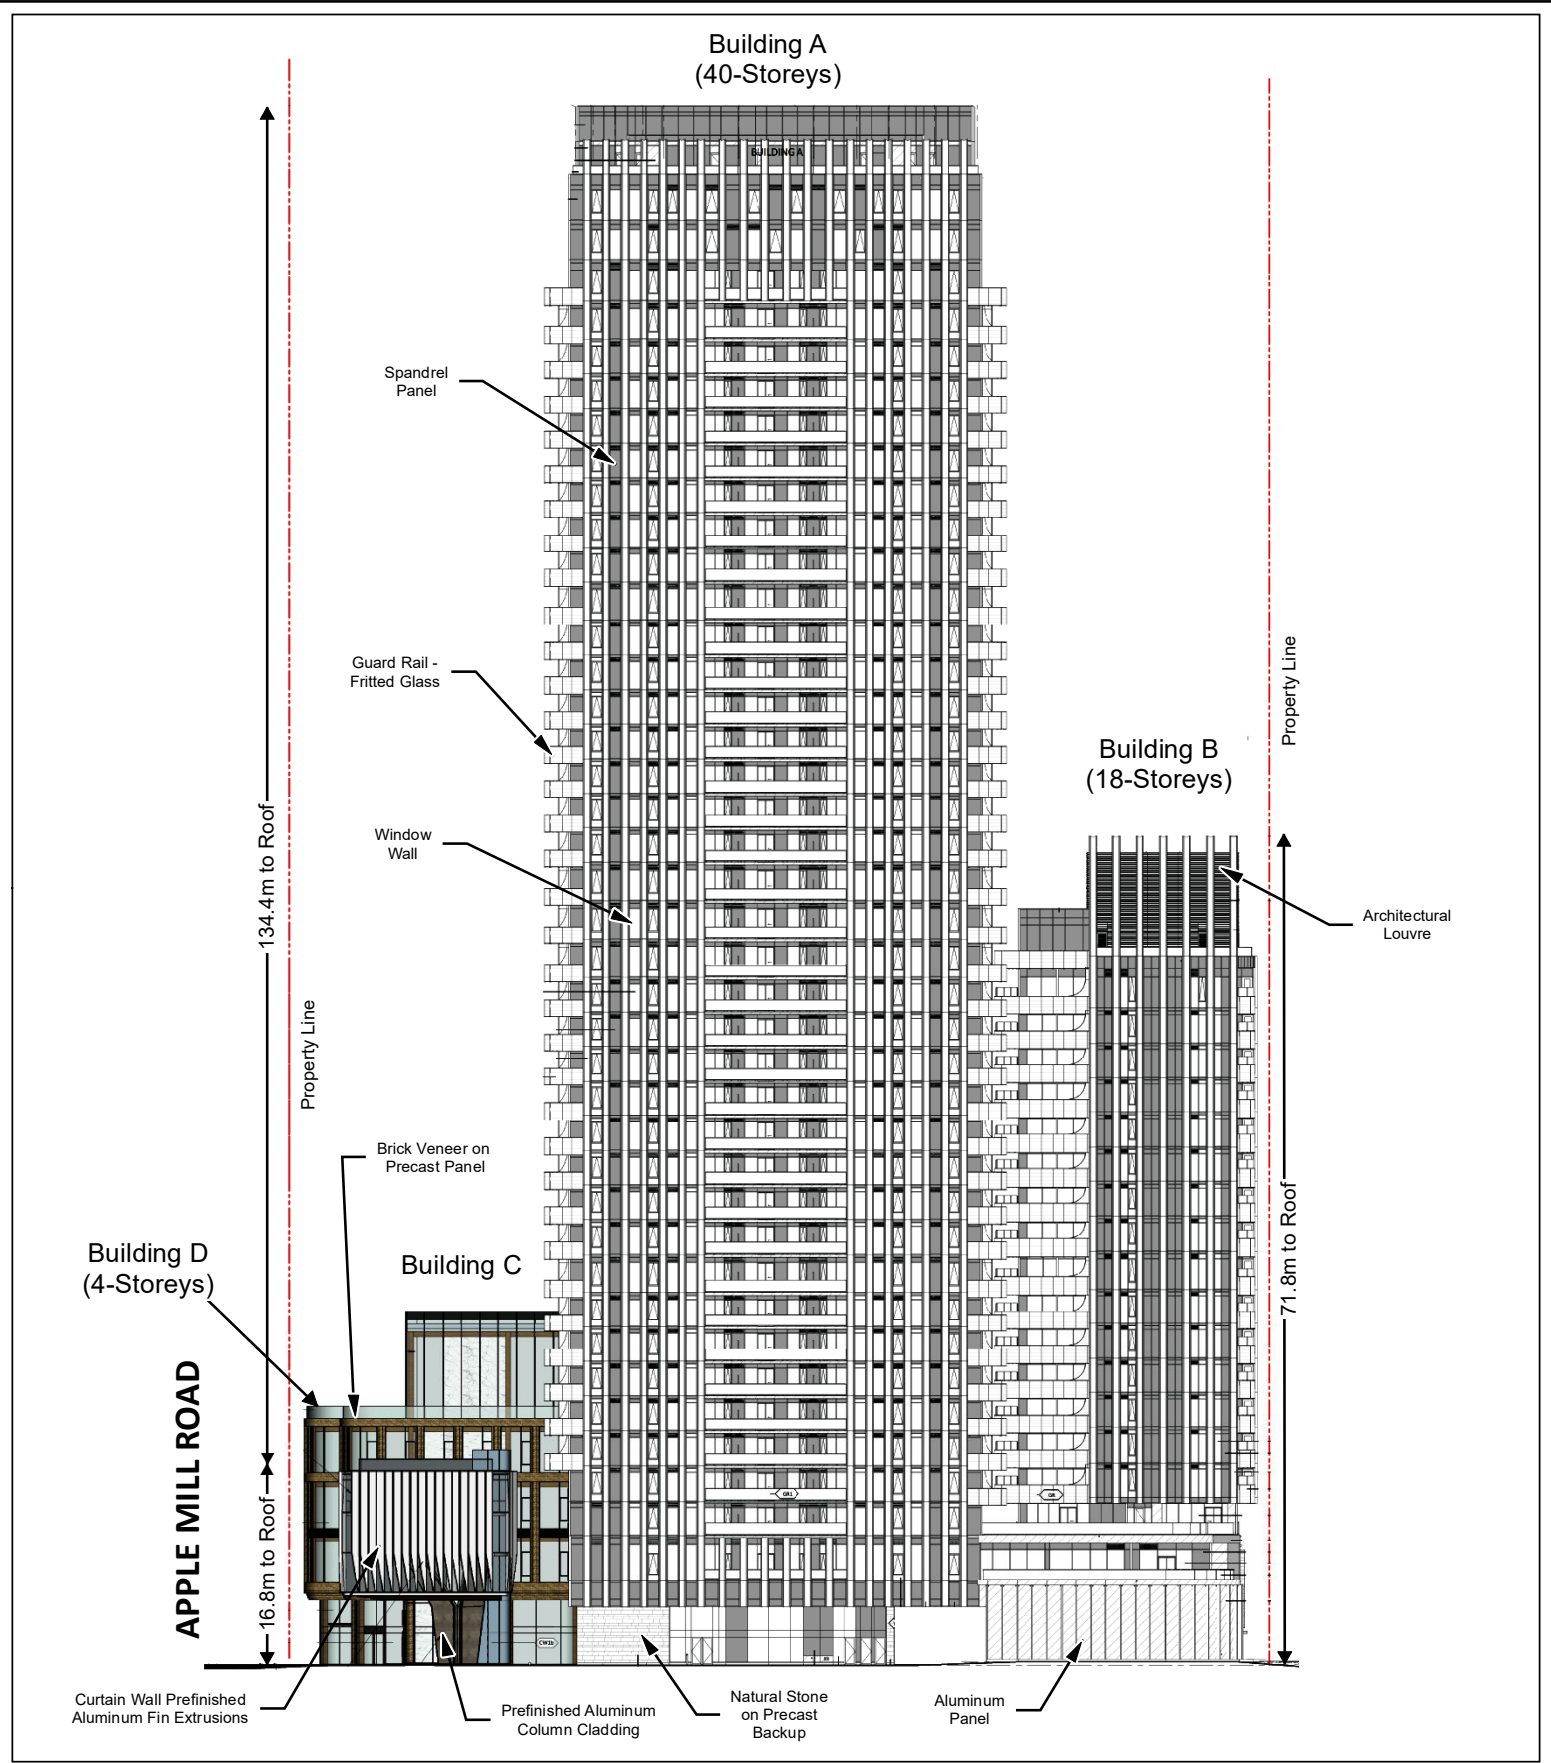 Building A
(40-Storeys)
BUILDING A
Spandrel
Panel
Guard Rail -
Fritted Glass
Property Line
Building B
(18-Storeys)
Window
Wall
134.4m to Roof
Architectural
Louvre
Property Line
Brick Veneer on
Precast Panel
71.8m to Roof
Building D
(4-Storeys)
Building C
APPLE MILL ROAD
16.8m to Roof
GR1
GR
CW1b
Curtain Wall Prefinished
Aluminum Fin Extrusions
Prefinished Aluminum
Column Cladding
Natural Stone
on Precast
Backup
Aluminum
Panel